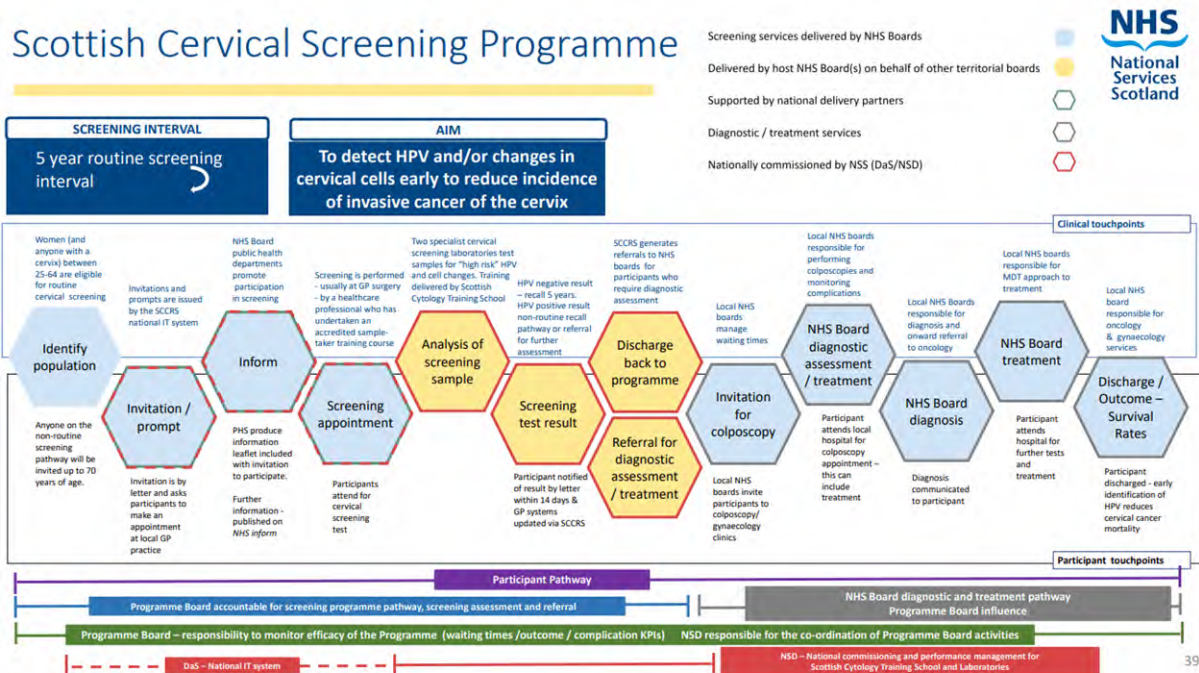 Scottish Cervical Screening Programme
Screening services delivered by NHS Boards
Delivered by host NHS Board(s) on behalf of other territorial boards
Supported by national delivery partners
Diagnostic / treatment services
Nationally commissioned by NSS (DaS/NSD)
NHS
National
Services
Scotland
SCREENING INTERVAL
5 year routine screening
interval
AIM
To detect HPV and/or changes in
cervical cells early to reduce incidence
of invasive cancer of the cervix
Clinical touchpoints
Women (and
anyone with a
cervix) between
25-64 are eligible
for routine
cervical screening
Invitations and
prompts are issued
by the SCCRS
national IT system
NHS Board
public health
departments
promote
participation
in screening
Screening is performed
- usually at GP surgery
- by a healthcare
professional who has
undertaken an
accredited sample-
taker training course
Two specialist cervical
screening laboratories test
samples for "high risk" HPV
and cell changes. Training
delivered by Scottish
Cytology Training School
HPV negative result
– recall 5 years.
HPV positive result
non-routine recall
pathway or referral
for further
assessment
SCCRS generates
referrals to NHS
boards for
participants who
require diagnostic
assessment
Local NHS
boards
manage
waiting times
Local NHS boards
responsible for
performing
colposcopies and
monitoring
complications
Local NHS Boards
responsible for
diagnosis and
onward referral
to oncology
Local NHS boards
responsible for
MDT approach to
treatment
Local NHS
board
responsible for
oncology
& gynaecology
services
Identify
population
Invitation /
prompt
Inform
Screening
appointment
Analysis of
screening
sample
Screening
test result
Discharge
back to
programme
Referral for
diagnostic
assessment
/ treatment
Invitation
for
colposcopy
NHS Board
diagnostic
assessment
/ treatment
NHS Board
diagnosis
NHS Board
treatment
Discharge /
Outcome –
Survival
Rates
Anyone on the
non-routine
screening
pathway will be
invited up to 70
years of age.
Invitation is by
letter and asks
participants to
make an
appointment
at local GP
practice
PHS produce
information
leaflet included
with invitation
to participate.
Further
information -
published on
NHS inform
Participants
attend for
cervical
screening
test
Participant notified
of result by letter
within 14 days &
GP systems
updated via SCCRS
Local NHS
boards invite
participants to
colposcopy/
gynaecology
clinics
Participant
attends local
hospital for
colposcopy
appointment –
this can
include
treatment
Diagnosis
communicated
to participant
Participant
attends
hospital for
further tests
and
treatment
Participant
discharged - early
identification of
HPV reduces
cervical cancer
mortality
Participant touchpoints
Participant Pathway
Programme Board accountable for screening programme pathway, screening assessment and referral
NHS Board diagnostic and treatment pathway
Programme Board influence
Programme Board – responsibility to monitor efficacy of the Programme (waiting times /outcome / complication KPIs) NSD responsible for the co-ordination of Programme Board activities
DaS – National IT system
NSD – National commissioning and performance management for
Scottish Cytology Training School and Laboratories
39